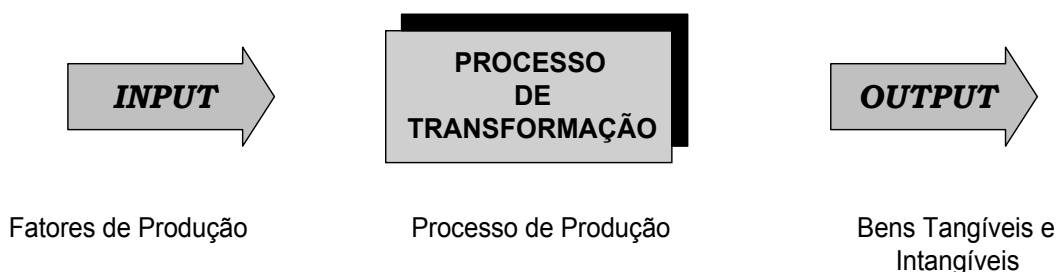 INPUT
PROCESSO
DE
TRANSFORMAÇÃO
OUTPUT
Fatores de Produção
Processo de Produção
Bens Tangíveis e
Intangíveis